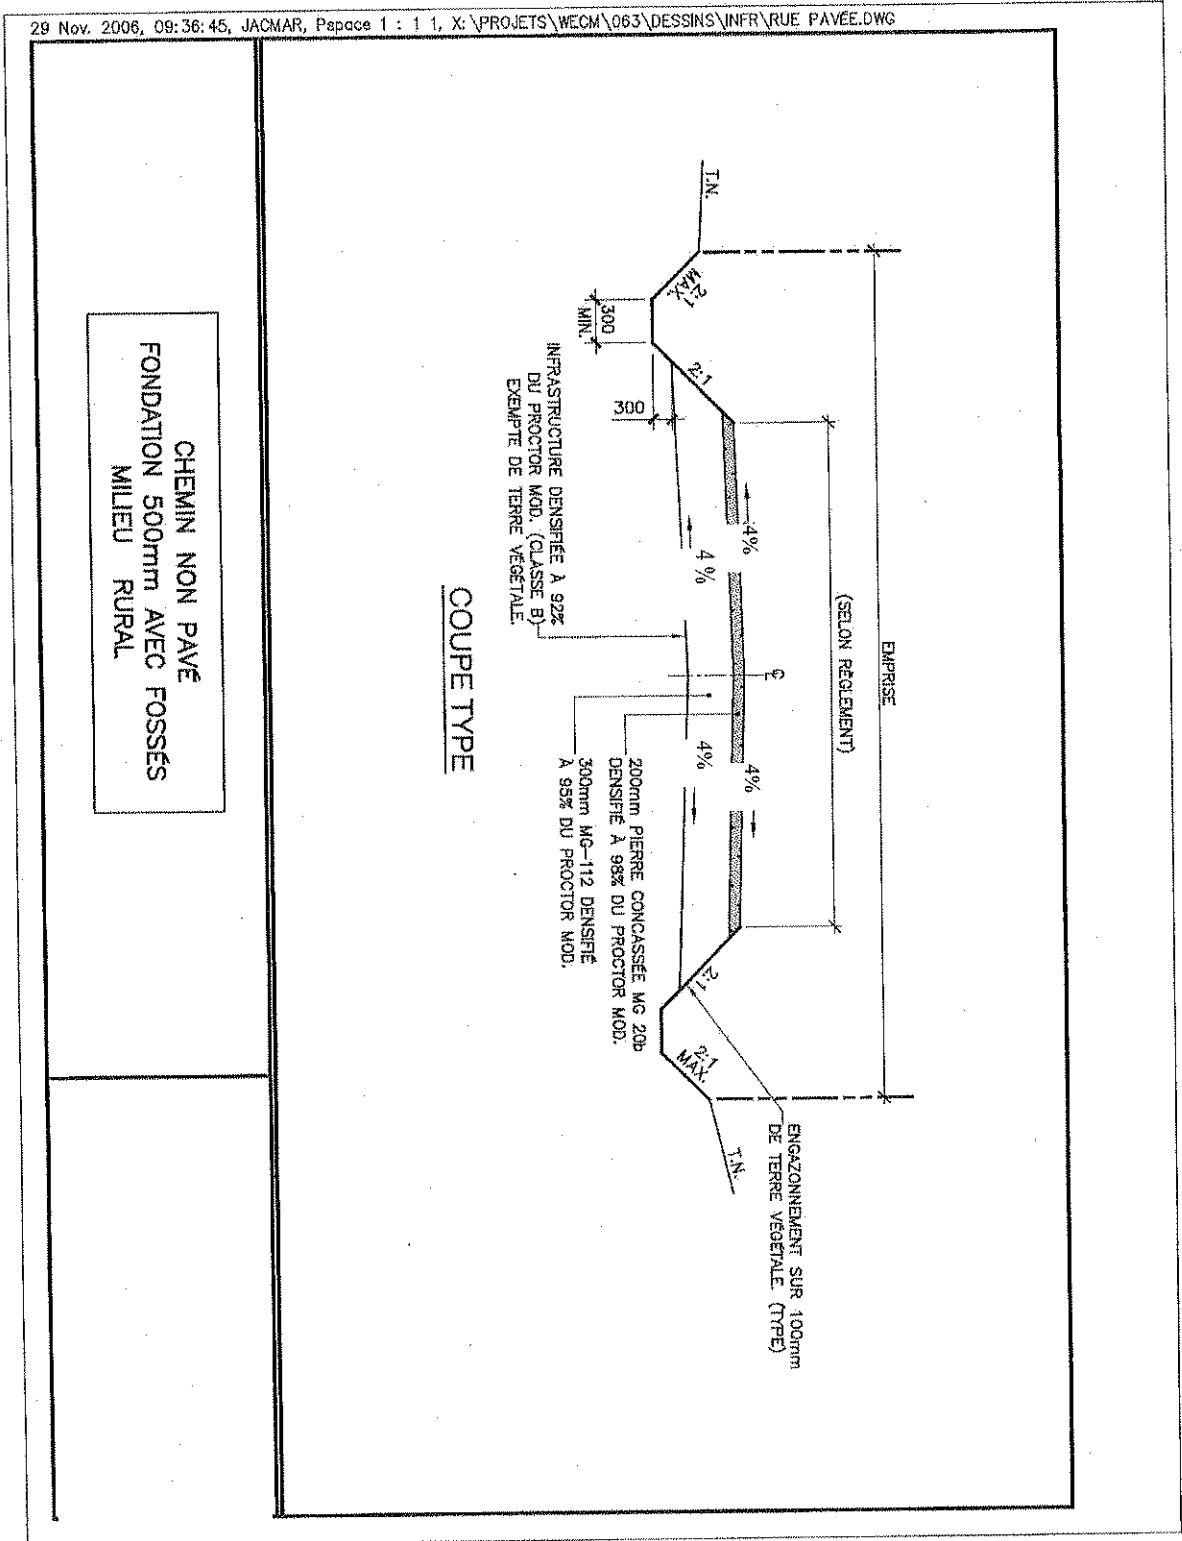 29 Nov. 2006, 09:36:45, JACMAR, Pspace 1 : 1 1, X:\PROJETS\WECM\063\DESSINS\INFR\RUE PAVÉE.DWG
EMPRISE
(SELON RÈGLEMENT)
T.N.
2:1
MAX.
300
MIN.
2:1
300
4%
4%
℄
4%
4%
2:1
2:1
MAX.
T.N.
ENGAZONNEMENT SUR 100mm
DE TERRE VÉGÉTALE. (TYPE)
INFRASTRUCTURE DENSIFIÉE À 92%
DU PROCTOR MOD. (CLASSE B)
EXEMPTE DE TERRE VÉGÉTALE.
200mm PIERRE CONCASSÉE MG 20b
DENSIFIÉ À 98% DU PROCTOR MOD.
300mm MG-112 DENSIFIÉ
À 95% DU PROCTOR MOD.
COUPE TYPE
CHEMIN NON PAVÉ
FONDATION 500mm AVEC FOSSÉS
MILIEU RURAL